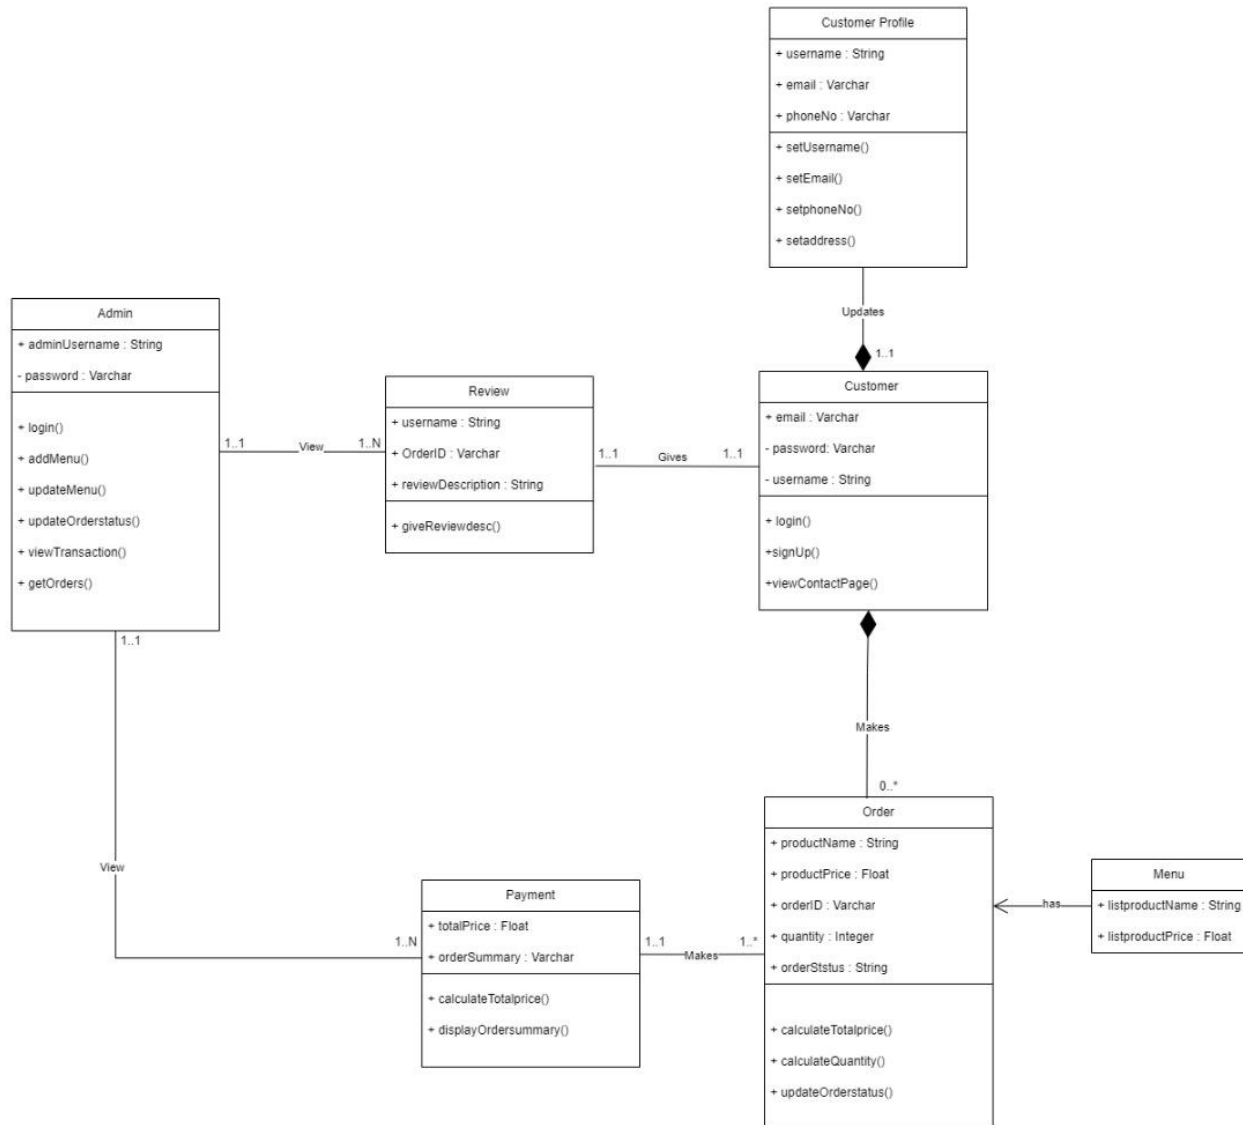 Customer Profile
+ username : String
+ email : Varchar
+ phoneNo : Varchar
+ setUsername()
+ setEmail()
+ setphoneNo()
+ setaddress()
Updates
1..1
Admin
+ adminUsername : String
- password : Varchar
+ login()
+ addMenu()
+ updateMenu()
+ updateOrderstatus()
+ viewTransaction()
+ getOrders()
1..1
View
1..N
Review
+ username : String
+ OrderID : Varchar
+ reviewDescription : String
+ giveReviewdesc()
1..1
Gives
1..1
Customer
+ email : Varchar
- password: Varchar
- username : String
+ login()
+signUp()
+viewContactPage()
1..1
View
1..N
Makes
0..*
Payment
+ totalPrice : Float
+ orderSummary : Varchar
+ calculateTotalprice()
+ displayOrdersummary()
1..1
Makes
1..*
Order
+ productName : String
+ productPrice : Float
+ orderID : Varchar
+ quantity : Integer
+ orderStstus : String
+ calculateTotalprice()
+ calculateQuantity()
+ updateOrderstatus()
has
Menu
+ listproductName : String
+ listproductPrice : Float